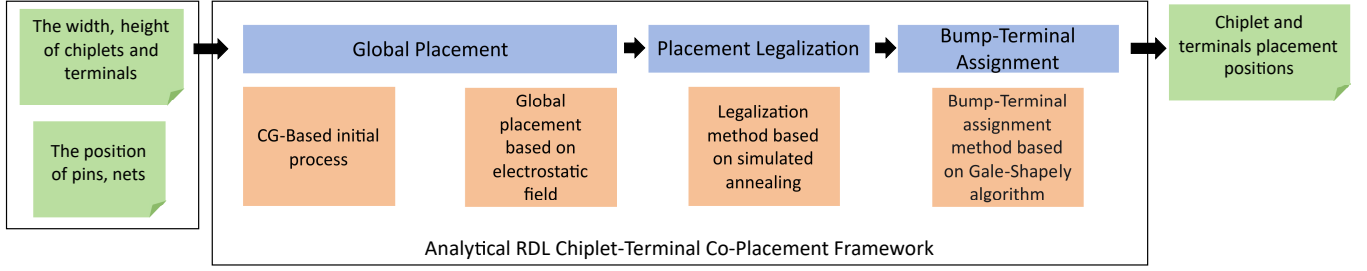 The width, height
of chiplets and
terminals
The position
of pins, nets
Global Placement
CG-Based initial
process
Global
placement
based on
electrostatic
field
Placement Legalization
Legalization
method based
on simulated
annealing
Bump-Terminal
Assignment
Bump-Terminal
assignment
method based
on Gale-Shapely
algorithm
Analytical RDL Chiplet-Terminal Co-Placement Framework
Chiplet and
terminals placement
positions